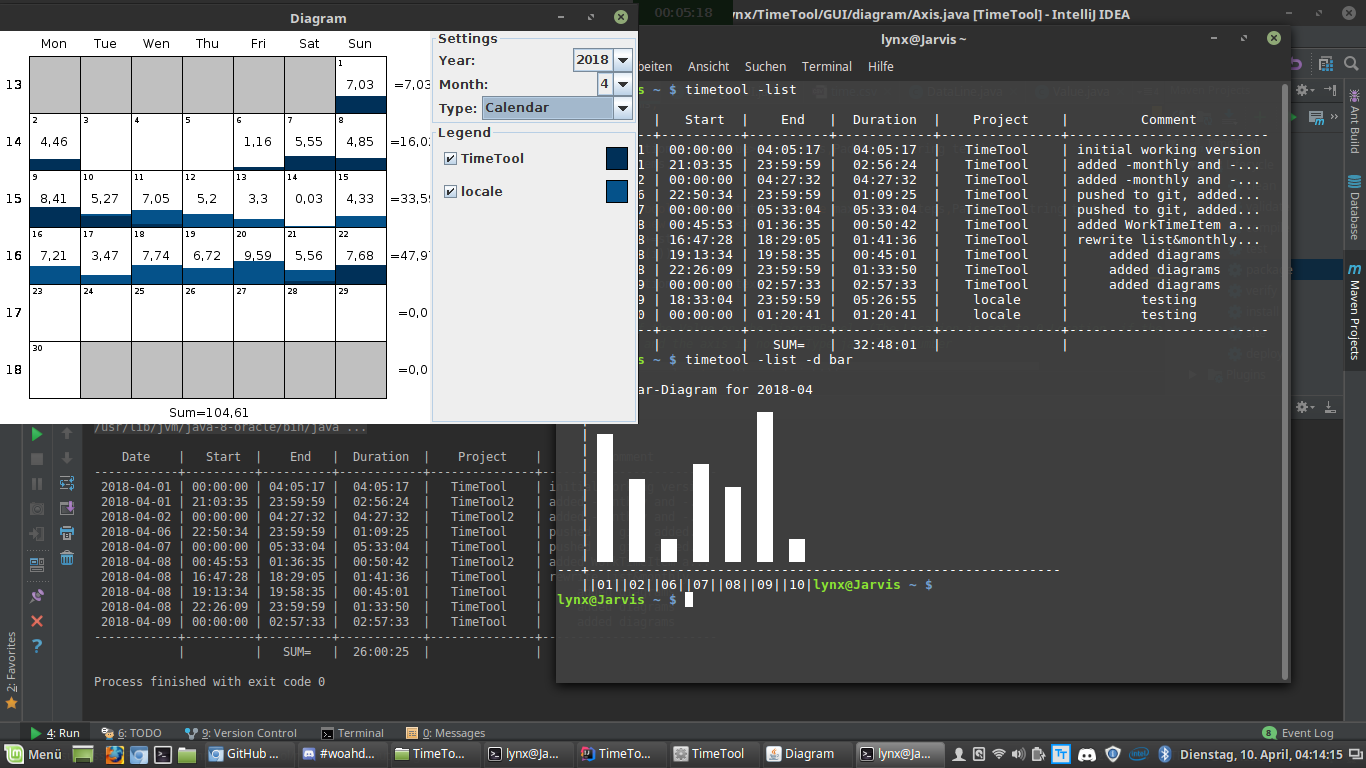 Diagram
00:05:18
ynx/TimeTool/GUI/diagram/Axis.java [TimeTool] - IntelliJ IDEA
lynx@Jarvis ~
Mon Tue Wen Thu Fri Sat Sun
13 1 7,03 =7,03
2 3 4 5 6 7 8
14 4,46 1,16 5,55 4,85 =16,0
9 10 11 12 13 14 15
15 8,41 5,27 7,05 5,2 3,3 0,03 4,33 =33,5
16 17 18 19 20 21 22
16 7,21 3,47 7,74 6,72 9,59 5,56 7,68 =47,9
23 24 25 26 27 28 29
17 =0,0
30
18 =0,0
Sum=104,61
Settings
Year: 2018
Month: 4
Type: Calendar
Legend
TimeTool
locale
beiten Ansicht Suchen Terminal Hilfe
s ~ $ timetool -list
| Start | End | Duration | Project | Comment
1 | 00:00:00 | 04:05:17 | 04:05:17 | TimeTool | initial working version
1 | 21:03:35 | 23:59:59 | 02:56:24 | TimeTool | added -monthly and -...
2 | 00:00:00 | 04:27:32 | 04:27:32 | TimeTool | added -monthly and -...
6 | 22:50:34 | 23:59:59 | 01:09:25 | TimeTool | pushed to git, added...
7 | 00:00:00 | 05:33:04 | 05:33:04 | TimeTool | pushed to git, added...
8 | 00:45:53 | 01:36:35 | 00:50:42 | TimeTool | added WorkTimeItem a...
8 | 16:47:28 | 18:29:05 | 01:41:36 | TimeTool | rewrite list&monthly...
8 | 19:13:34 | 19:58:35 | 00:45:01 | TimeTool | added diagrams
8 | 22:26:09 | 23:59:59 | 01:33:50 | TimeTool | added diagrams
9 | 00:00:00 | 02:57:33 | 02:57:33 | TimeTool | added diagrams
9 | 18:33:04 | 23:59:59 | 05:26:55 | locale | testing
0 | 00:00:00 | 01:20:41 | 01:20:41 | locale | testing
| SUM= | 32:48:01 | |
s ~ $ timetool -list -d bar
ar-Diagram for 2018-04
||01||02||06||07||08||09||10|lynx@Jarvis ~ $
lynx@Jarvis ~ $
/usr/lib/jvm/java-8-oracle/bin/java ...
Date | Start | End | Duration | Project |
2018-04-01 | 00:00:00 | 04:05:17 | 04:05:17 | TimeTool |
2018-04-01 | 21:03:35 | 23:59:59 | 02:56:24 | TimeTool2 |
2018-04-02 | 00:00:00 | 04:27:32 | 04:27:32 | TimeTool2 |
2018-04-06 | 22:50:34 | 23:59:59 | 01:09:25 | TimeTool |
2018-04-07 | 00:00:00 | 05:33:04 | 05:33:04 | TimeTool |
2018-04-08 | 00:45:53 | 01:36:35 | 00:50:42 | TimeTool2 |
2018-04-08 | 16:47:28 | 18:29:05 | 01:41:36 | TimeTool |
2018-04-08 | 19:13:34 | 19:58:35 | 00:45:01 | TimeTool |
2018-04-08 | 22:26:09 | 23:59:59 | 01:33:50 | TimeTool |
2018-04-09 | 00:00:00 | 02:57:33 | 02:57:33 | TimeTool |
added diagrams
| | SUM= | 26:00:25 | |
Process finished with exit code 0
Ant Build
Database
Maven Projects
2: Favorites
4: Run 6: TODO 9: Version Control Terminal 0: Messages 8 Event Log
Menü GitHub ... #woahd... TimeTo... lynx@Ja... TimeTo... TimeTool Diagram lynx@Ja... Dienstag, 10. April, 04:14:15